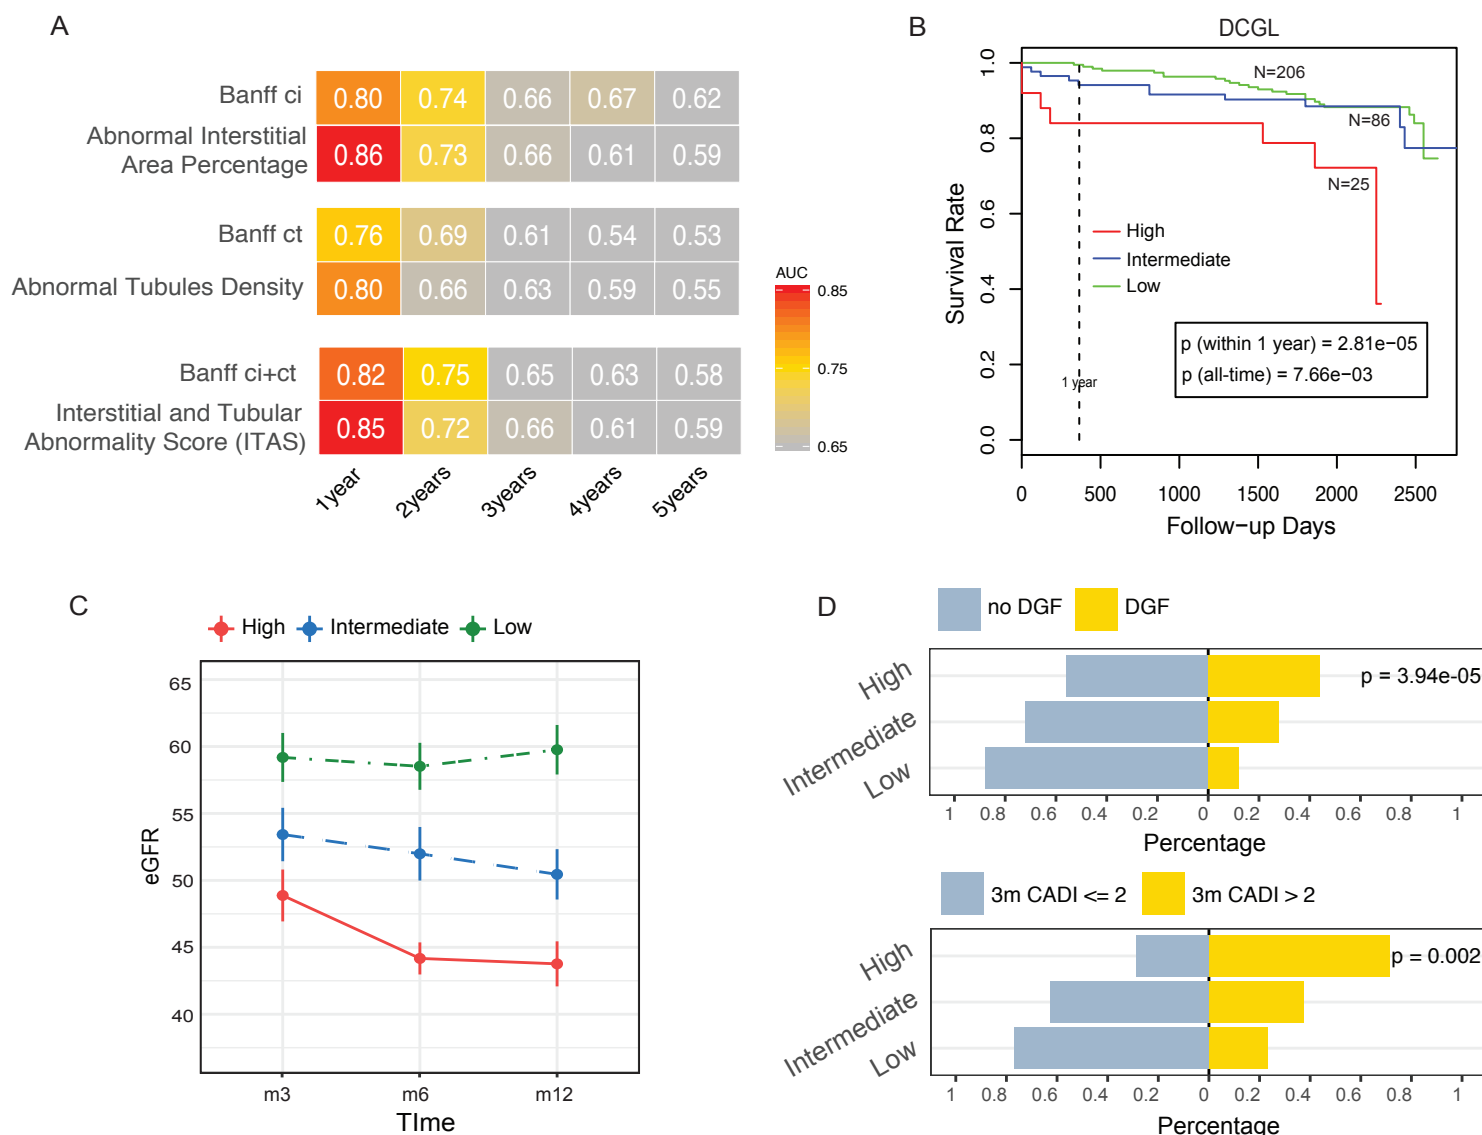 A
Banff ci
0.80 0.74 0.66 0.67 0.62
Abnormal Interstitial
Area Percentage
0.86 0.73 0.66 0.61 0.59
Banff ct
0.76 0.69 0.61 0.54 0.53
Abnormal Tubules Density
0.80 0.66 0.63 0.59 0.55
Banff ci+ct
0.82 0.75 0.65 0.63 0.58
Interstitial and Tubular
Abnormality Score (ITAS)
0.85 0.72 0.66 0.61 0.59
1year 2years 3years 4years 5years
AUC
0.85
0.75
0.65
B
DCGL
Survival Rate
1.0
0.8
0.6
0.4
0.2
0.0
N=206
N=86
N=25
High
Intermediate
Low
p (within 1 year) = 2.81e−05
p (all-time) = 7.66e−03
1 year
0 500 1000 1500 2000 2500
Follow−up Days
C
High Intermediate Low
eGFR
65
60
55
50
45
40
m3 m6 m12
TIme
D
no DGF DGF
High
Intermediate
Low
p = 3.94e-05
1 0.8 0.6 0.4 0.2 0 0.2 0.4 0.6 0.8 1
Percentage
3m CADI <= 2 3m CADI > 2
High
Intermediate
Low
p = 0.002
1 0.8 0.6 0.4 0.2 0 0.2 0.4 0.6 0.8 1
Percentage